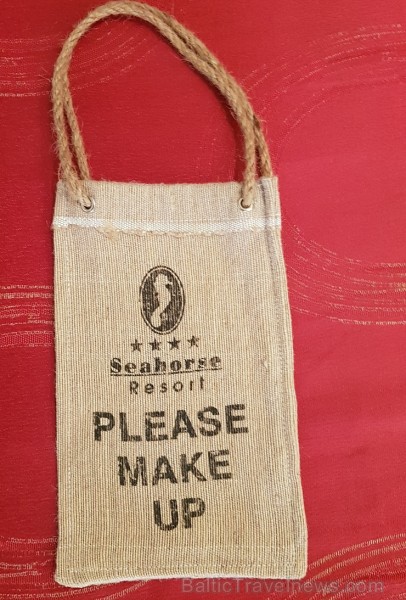 ★★★★
Seahorse
Resort
PLEASE
MAKE
UP
BalticTravelnews.com